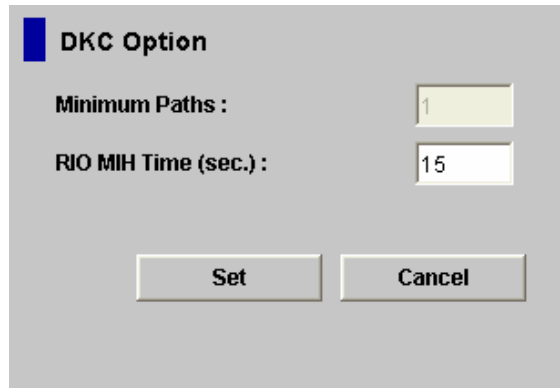 DKC Option
Minimum Paths : 1
RIO MIH Time (sec.) : 15
Set Cancel